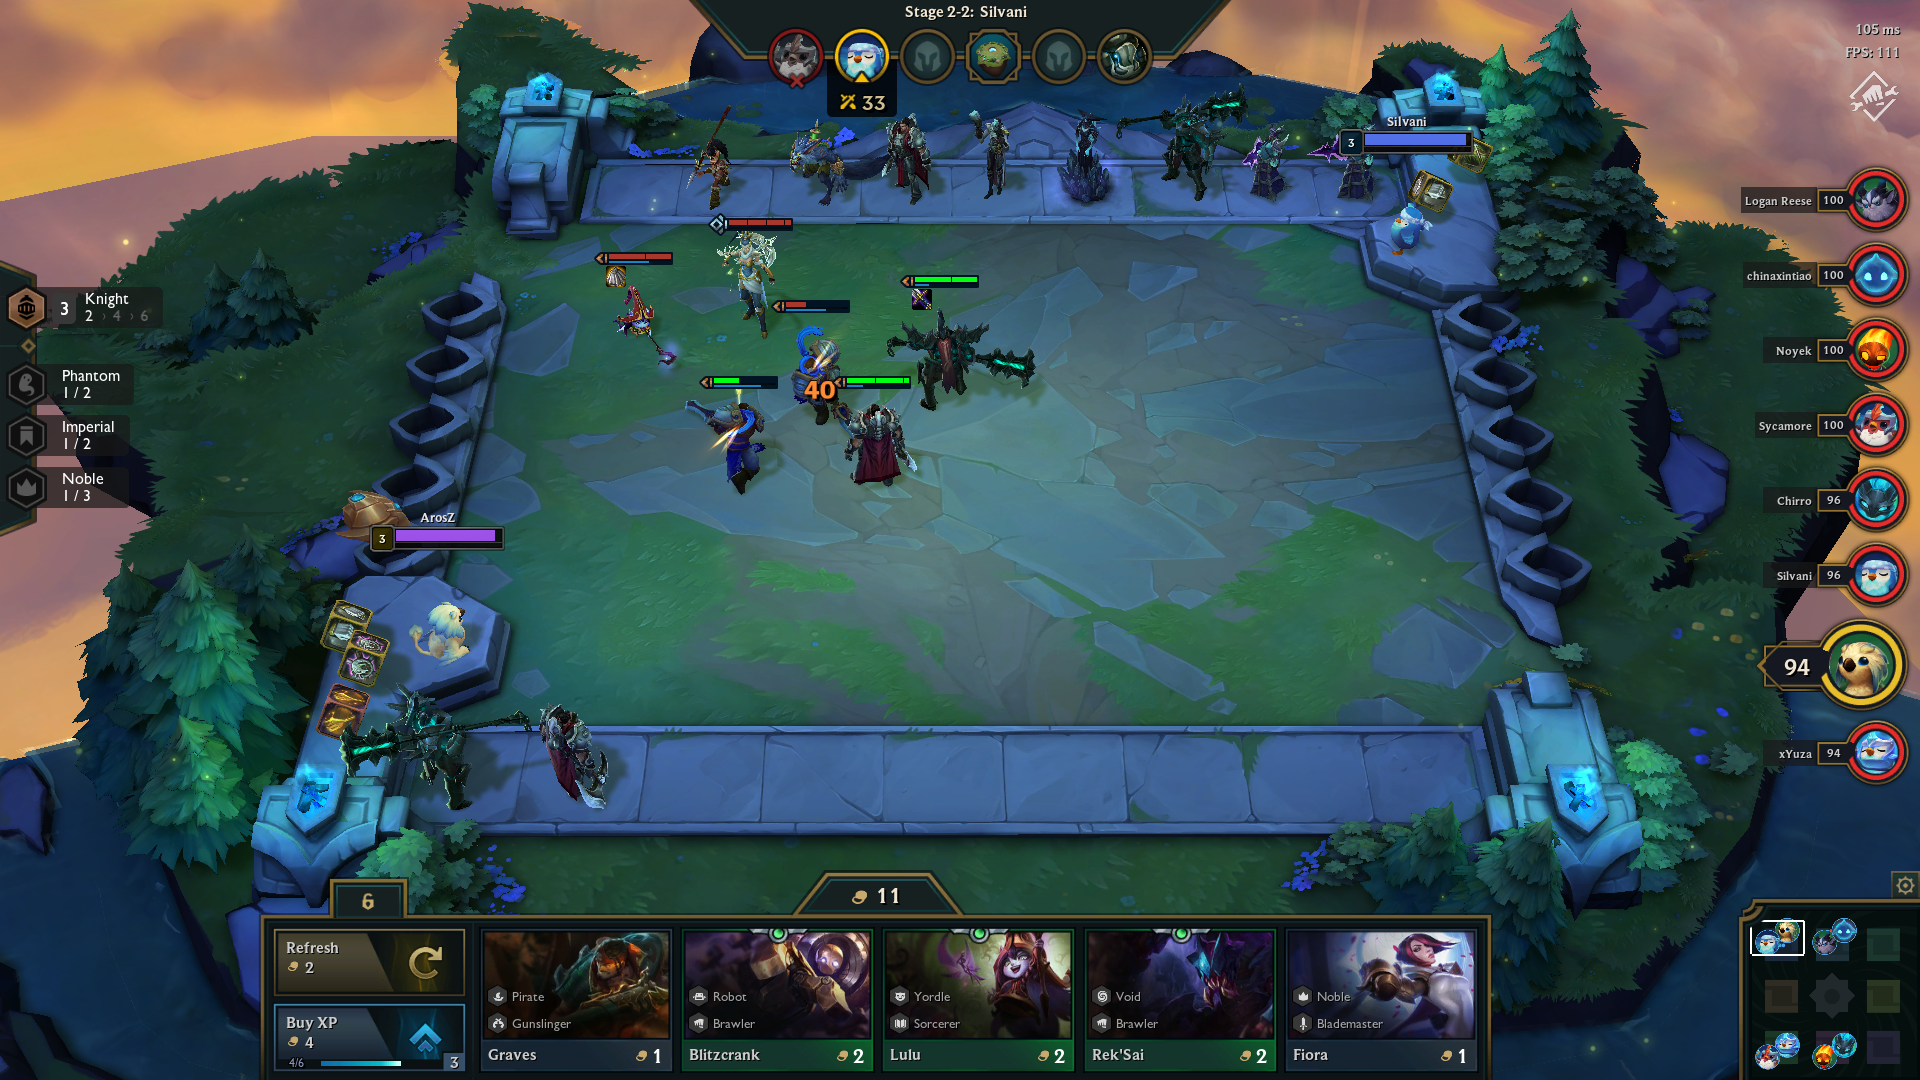 Stage 2-2: Silvani
33
105 ms
FPS: 111
Silvani
3
Logan Reese 100
chinaxintiao 100
Noyek 100
Sycamore 100
Chirro 96
Silvani 96
94
xYuza 94
3 Knight
2 › 4 › 6
Phantom
1 / 2
Imperial
1 / 2
Noble
1 / 3
40
ArosZ
3
6
11
Refresh
2
Buy XP
4
4/6
3
Pirate
Gunslinger
Graves 1
Robot
Brawler
Blitzcrank 2
Yordle
Sorcerer
Lulu 2
Void
Brawler
Rek'Sai 2
Noble
Blademaster
Fiora 1